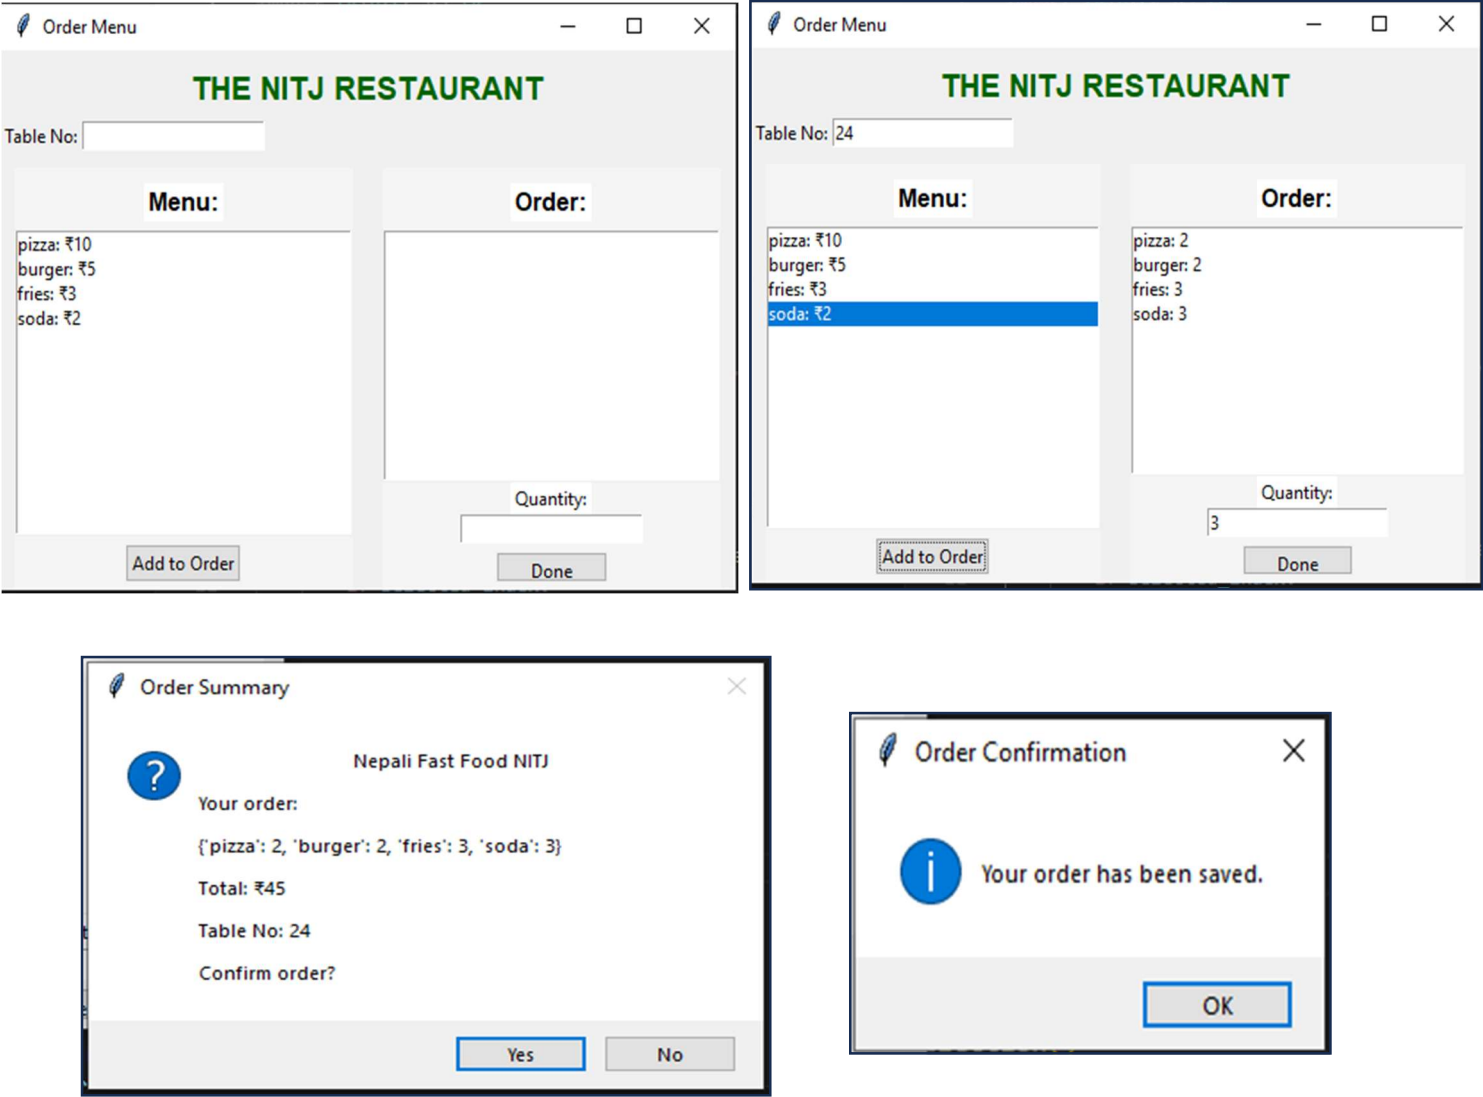 Order Menu
THE NITJ RESTAURANT
Table No:
Menu:
pizza: ₹10
burger: ₹5
fries: ₹3
soda: ₹2
Add to Order
Order:
Quantity:
Done
Order Menu
THE NITJ RESTAURANT
Table No: 24
Menu:
pizza: ₹10
burger: ₹5
fries: ₹3
soda: ₹2
Add to Order
Order:
pizza: 2
burger: 2
fries: 3
soda: 3
Quantity:
3
Done
Order Summary
Nepali Fast Food NITJ
Your order:
{'pizza': 2, 'burger': 2, 'fries': 3, 'soda': 3}
Total: ₹45
Table No: 24
Confirm order?
Yes No
Order Confirmation
Your order has been saved.
OK